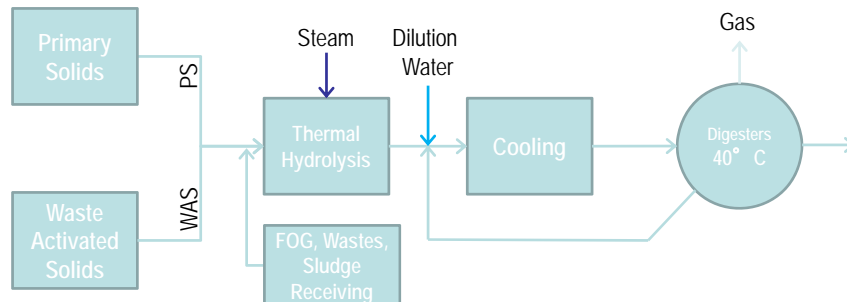 Primary
Solids
PS
Steam
Dilution
Water
Gas
Thermal
Hydrolysis
Cooling
Digesters
40° C
WAS
Waste
Activated
Solids
FOG, Wastes,
Sludge
Receiving